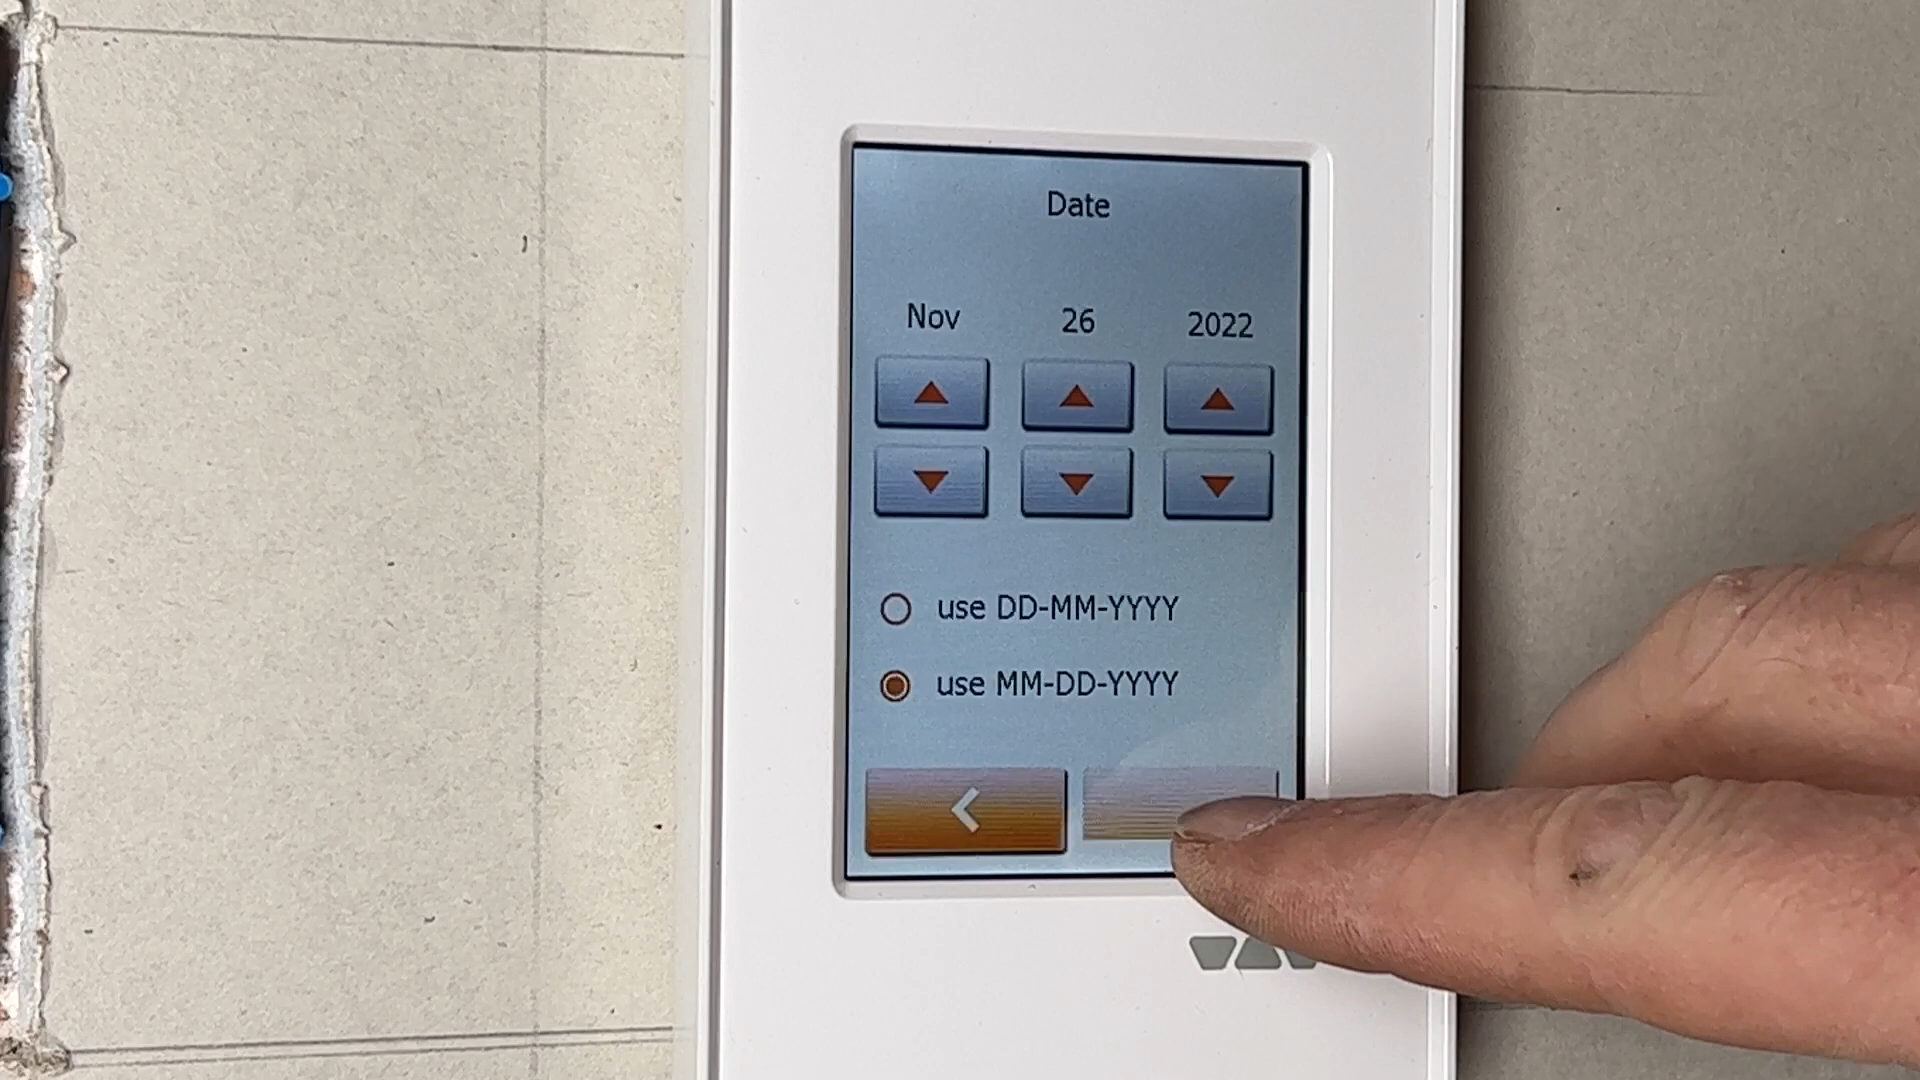 Date
Nov 26 2022
use DD-MM-YYYY
use MM-DD-YYYY